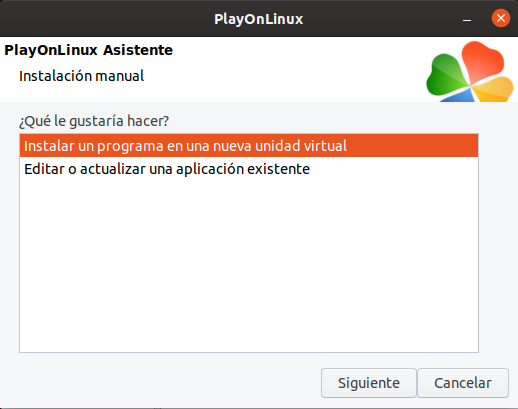 PlayOnLinux
PlayOnLinux Asistente
Instalación manual
¿Qué le gustaría hacer?
Instalar un programa en una nueva unidad virtual
Editar o actualizar una aplicación existente
Siguiente
Cancelar